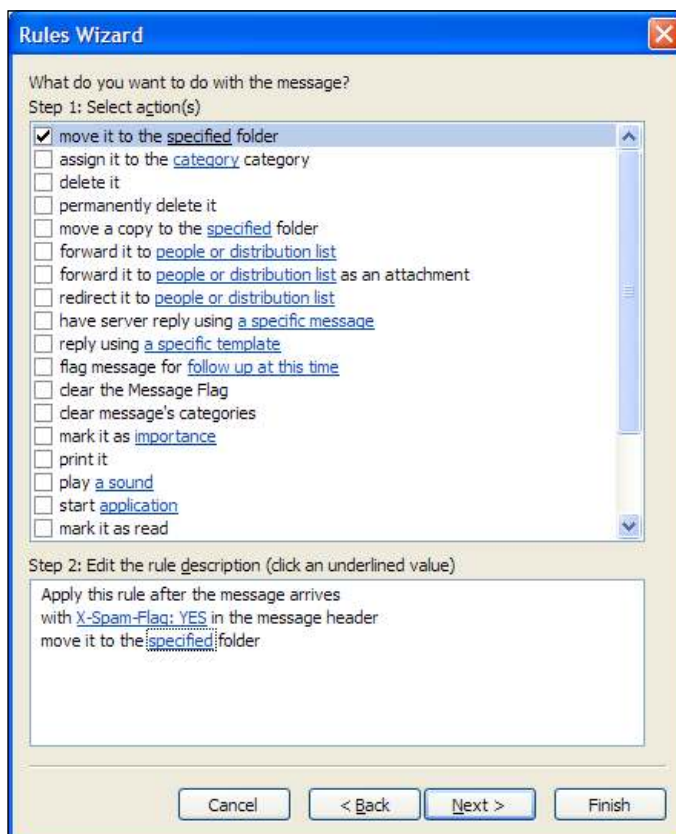 Rules Wizard
What do you want to do with the message?
Step 1: Select action(s)
move it to the specified folder
assign it to the category category
delete it
permanently delete it
move a copy to the specified folder
forward it to people or distribution list
forward it to people or distribution list as an attachment
redirect it to people or distribution list
have server reply using a specific message
reply using a specific template
flag message for follow up at this time
clear the Message Flag
clear message's categories
mark it as importance
print it
play a sound
start application
mark it as read
Step 2: Edit the rule description (click an underlined value)
Apply this rule after the message arrives
with X-Spam-Flag: YES in the message header
move it to the specified folder
Cancel < Back Next > Finish